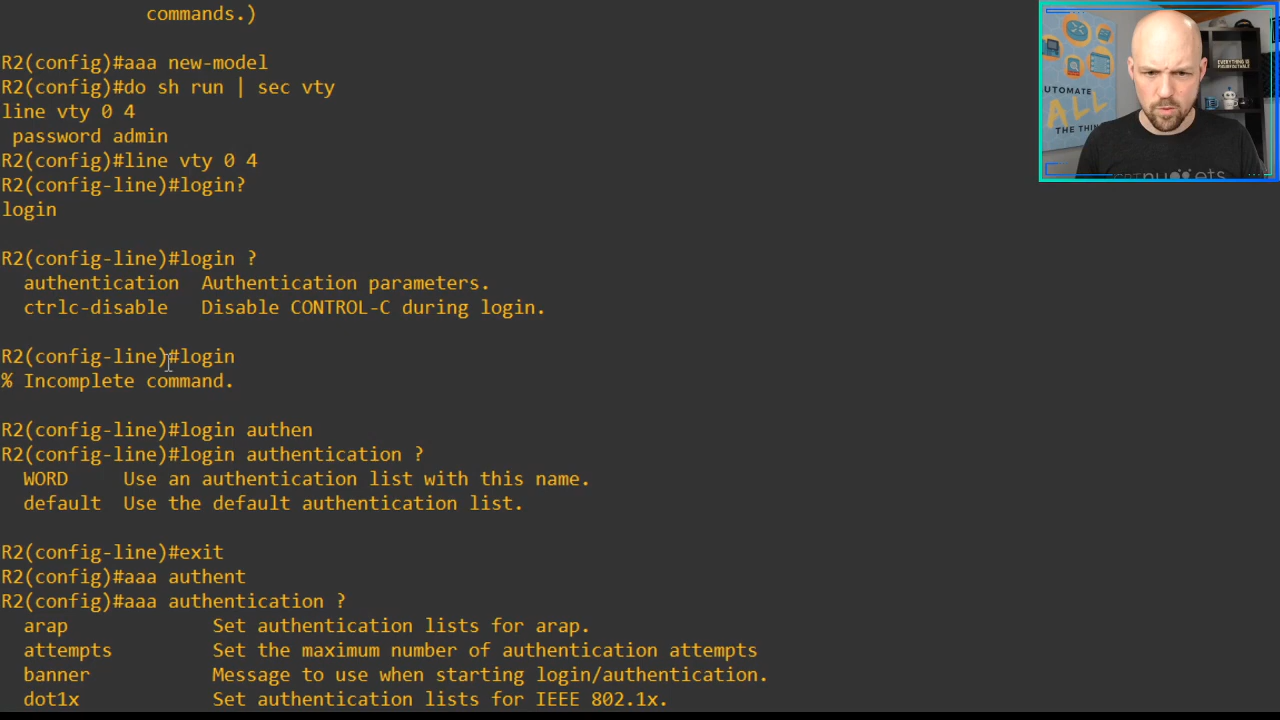 commands.)
R2(config)#aaa new-model
R2(config)#do sh run | sec vty
line vty 0 4
password admin
R2(config)#line vty 0 4
R2(config-line)#login?
login
R2(config-line)#login ?
authentication Authentication parameters.
ctrlc-disable Disable CONTROL-C during login.
R2(config-line)#login
% Incomplete command.
R2(config-line)#login authen
R2(config-line)#login authentication ?
WORD Use an authentication list with this name.
default Use the default authentication list.
R2(config-line)#exit
R2(config)#aaa authent
R2(config)#aaa authentication ?
arap Set authentication lists for arap.
attempts Set the maximum number of authentication attempts
banner Message to use when starting login/authentication.
dot1x Set authentication lists for IEEE 802.1x.
UTOMATE
ALL
THE THIN